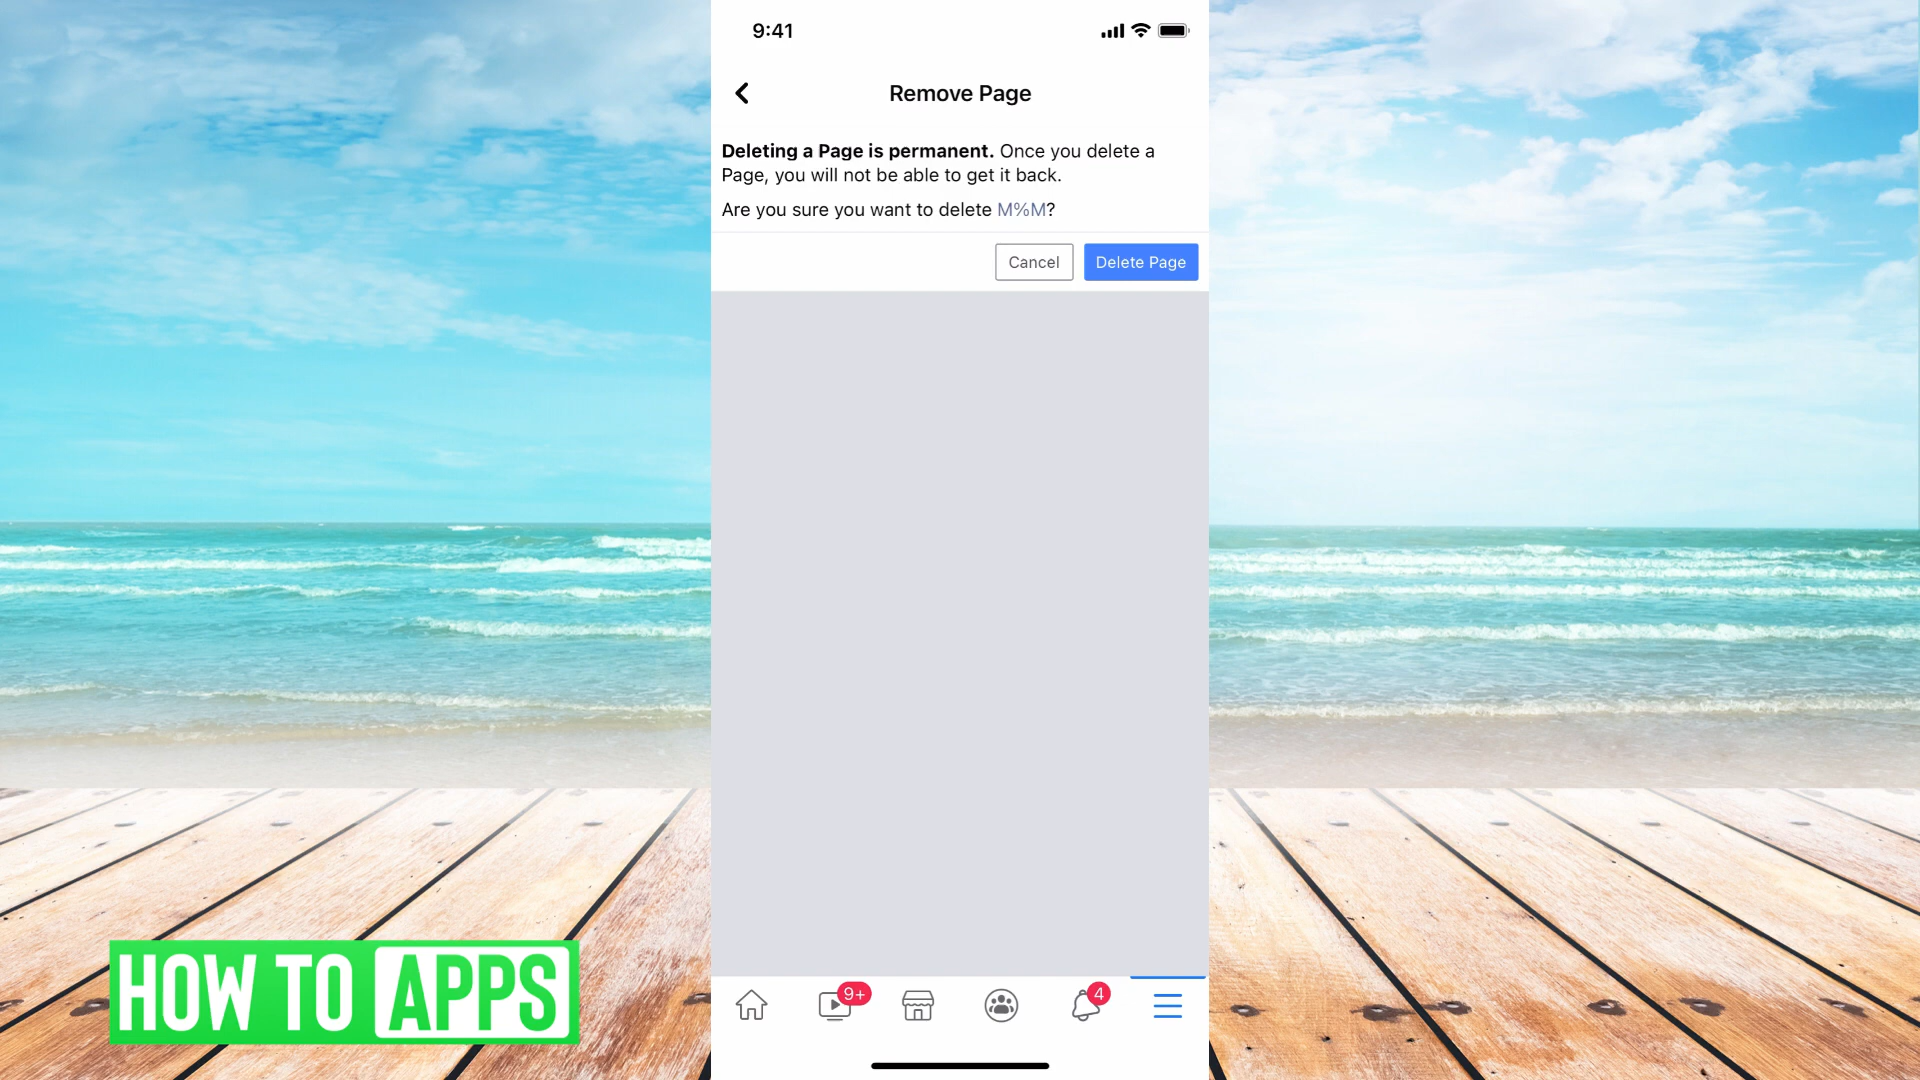 9:41
Remove Page
Deleting a Page is permanent. Once you delete a
Page, you will not be able to get it back.
Are you sure you want to delete M%M?
Cancel
Delete Page
9+
4
HOW TO APPS